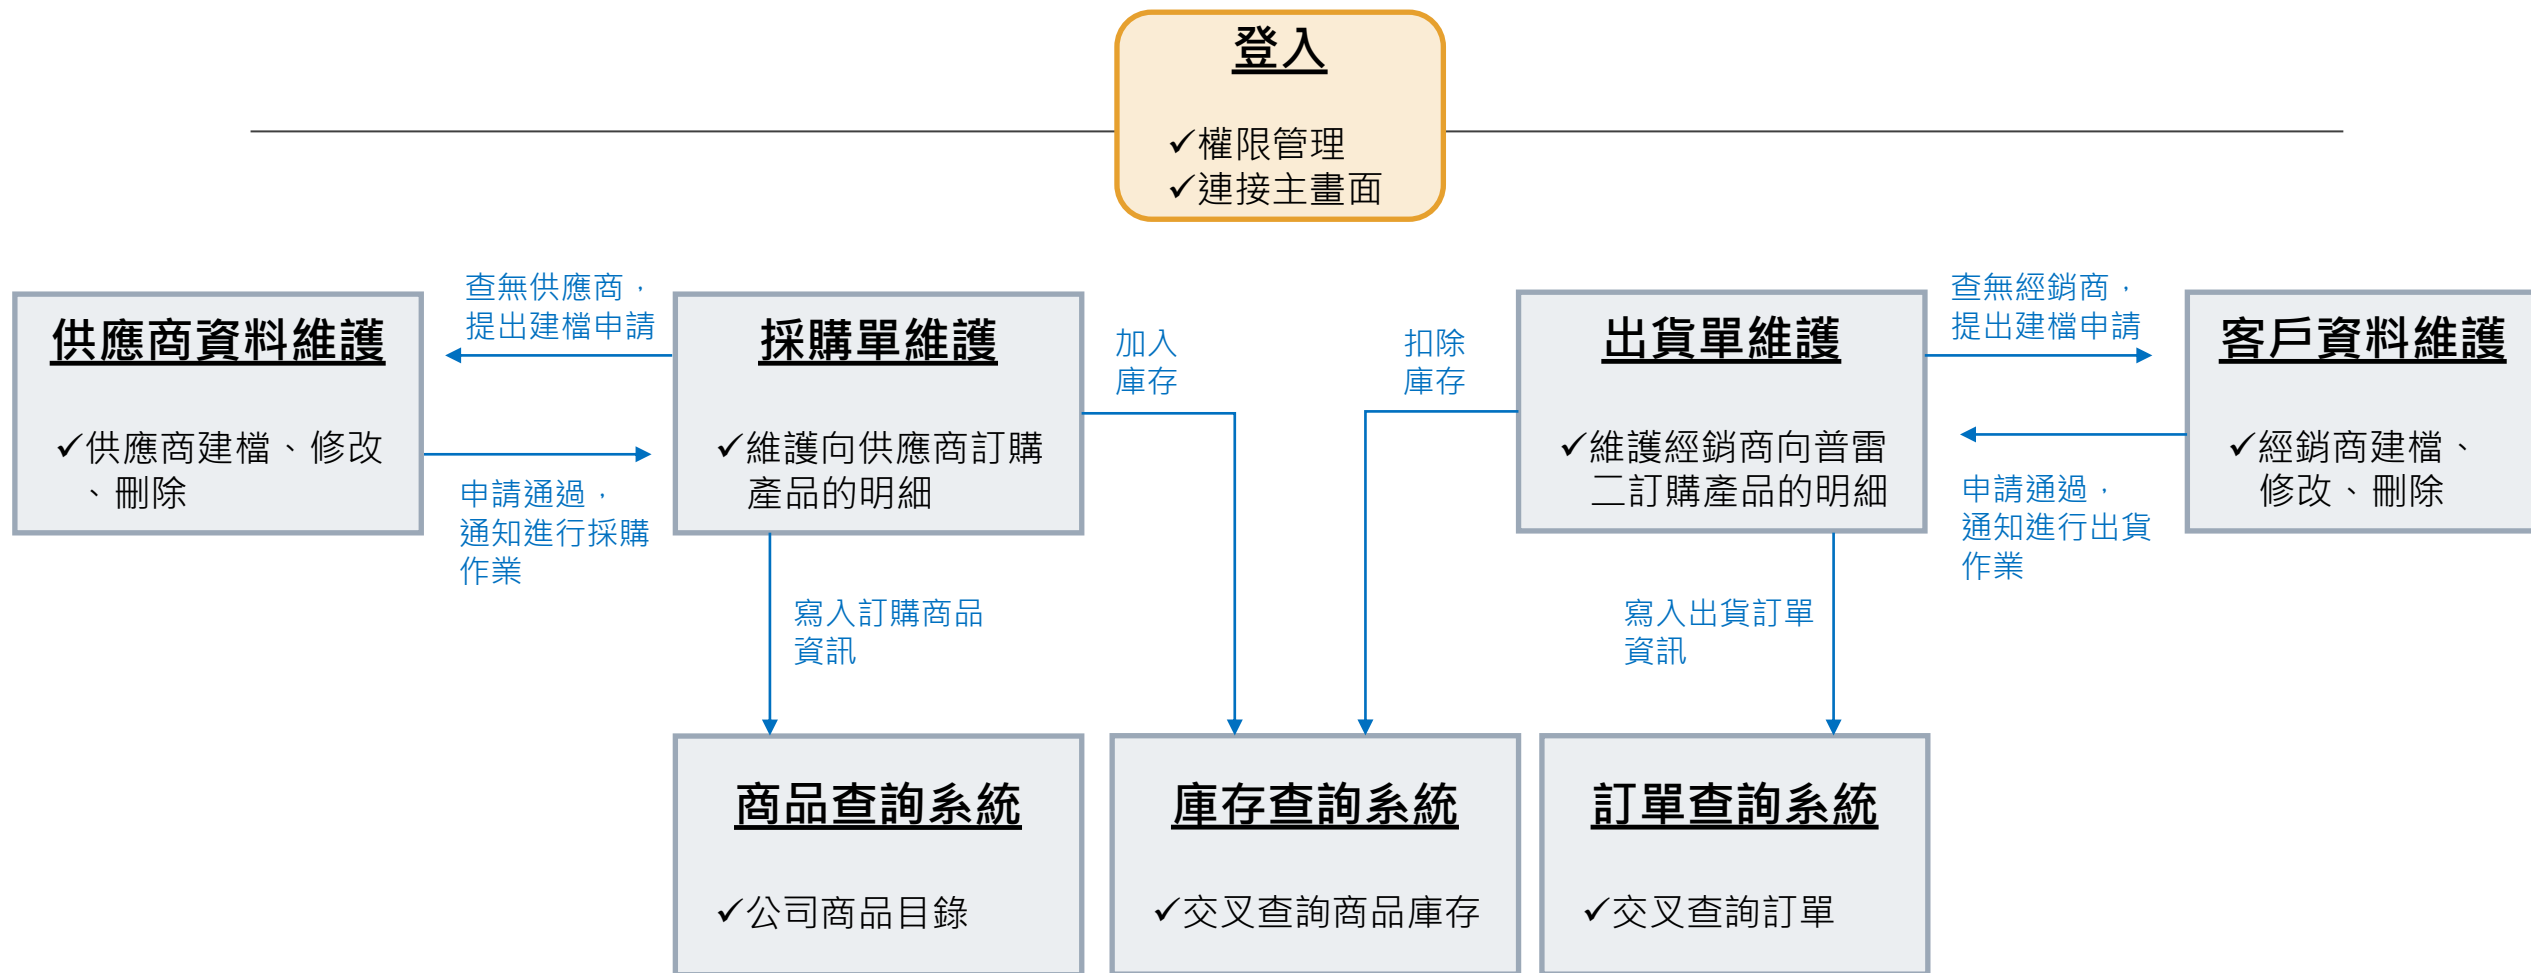 登入
✓權限管理
✓連接主畫面
供應商資料維護
✓供應商建檔、修改
、刪除
查無供應商，
提出建檔申請
申請通過，
通知進行採購
作業
採購單維護
✓維護向供應商訂購
產品的明細
加入
庫存
扣除
庫存
出貨單維護
✓維護經銷商向普雷
二訂購產品的明細
查無經銷商，
提出建檔申請
申請通過，
通知進行出貨
作業
客戶資料維護
✓經銷商建檔、
修改、刪除
寫入訂購商品
資訊
寫入出貨訂單
資訊
商品查詢系統
✓公司商品目錄
庫存查詢系統
✓交叉查詢商品庫存
訂單查詢系統
✓交叉查詢訂單